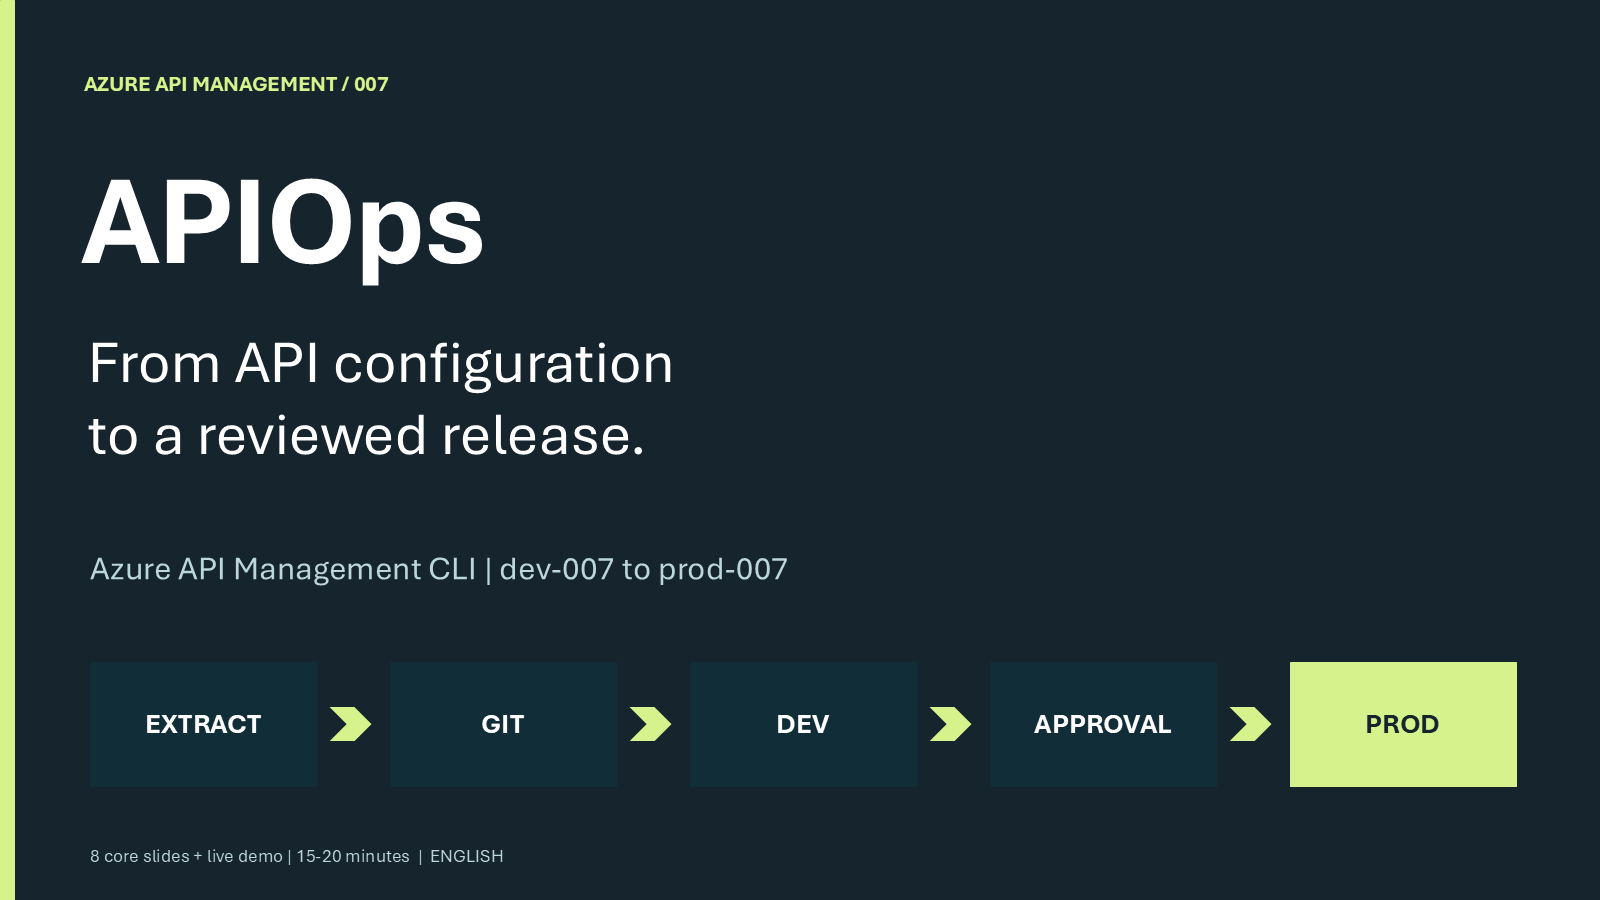 AZURE API MANAGEMENT / 007
APIOps
From API configuration
to a reviewed release.
Azure API Management CLI | dev-007 to prod-007
EXTRACT
GIT
DEV
APPROVAL
PROD
8 core slides + live demo | 15-20 minutes | ENGLISH